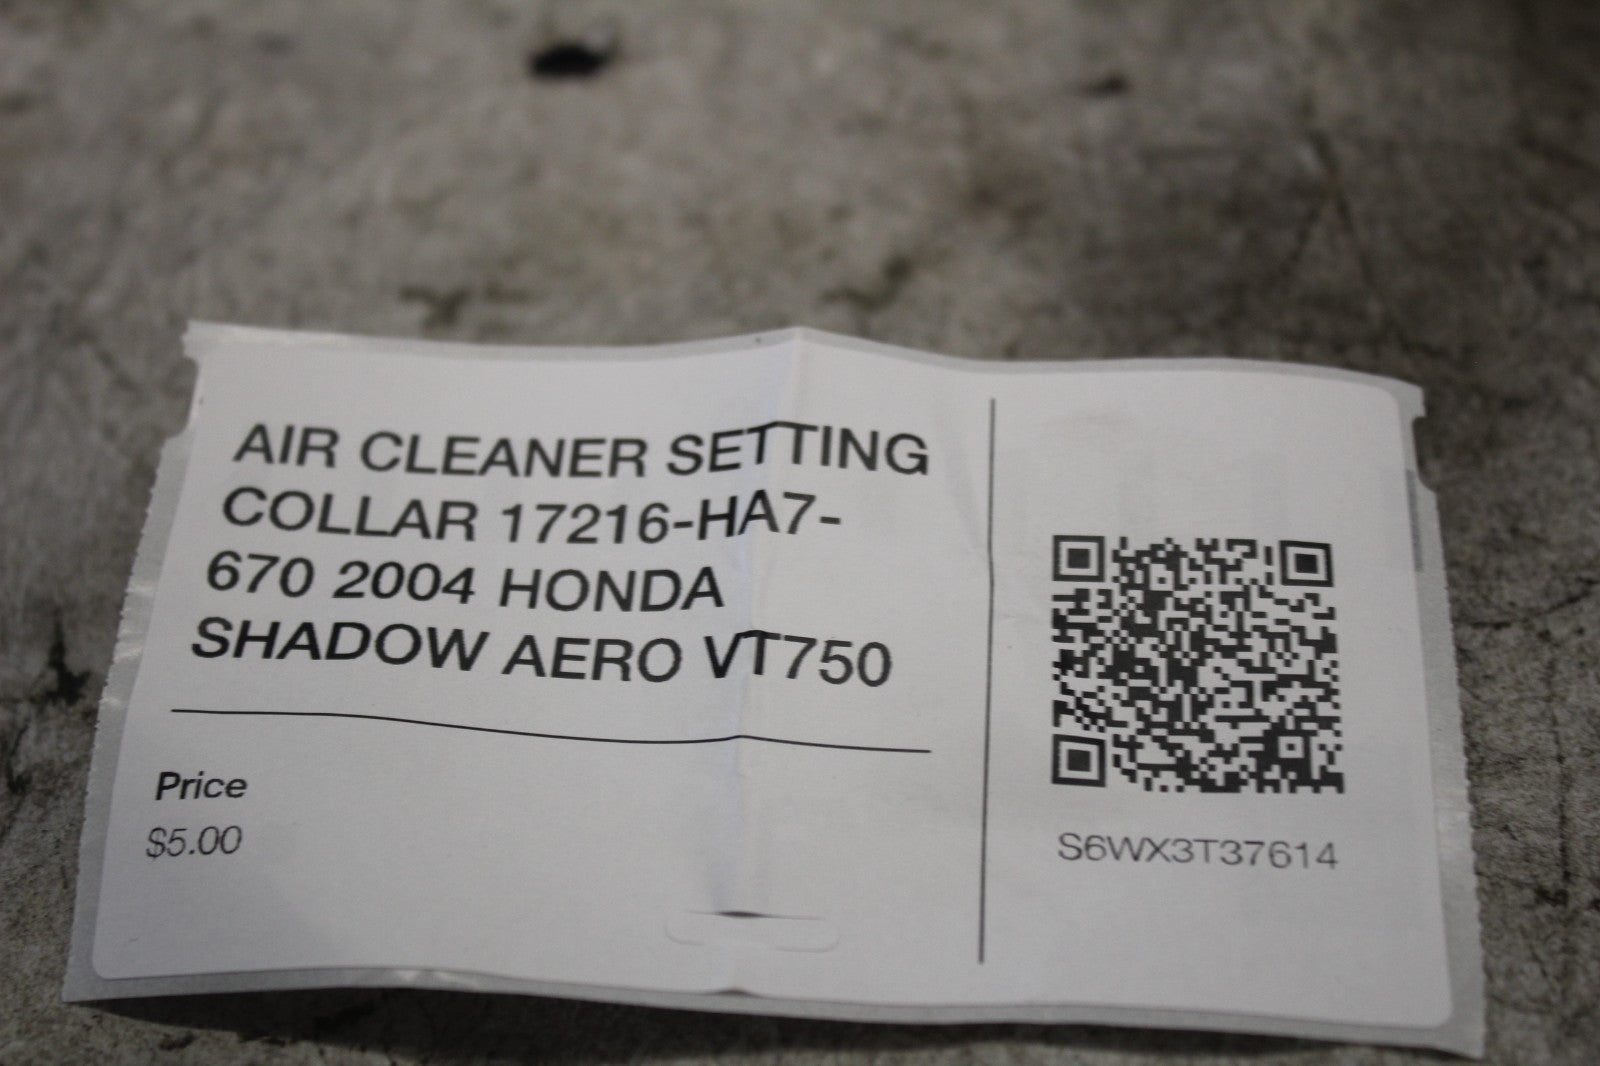 AIR CLEANER SETTING
COLLAR 17216-HA7-
670 2004 HONDA
SHADOW AERO VT750
Price
$5.00
S6WX3T37614